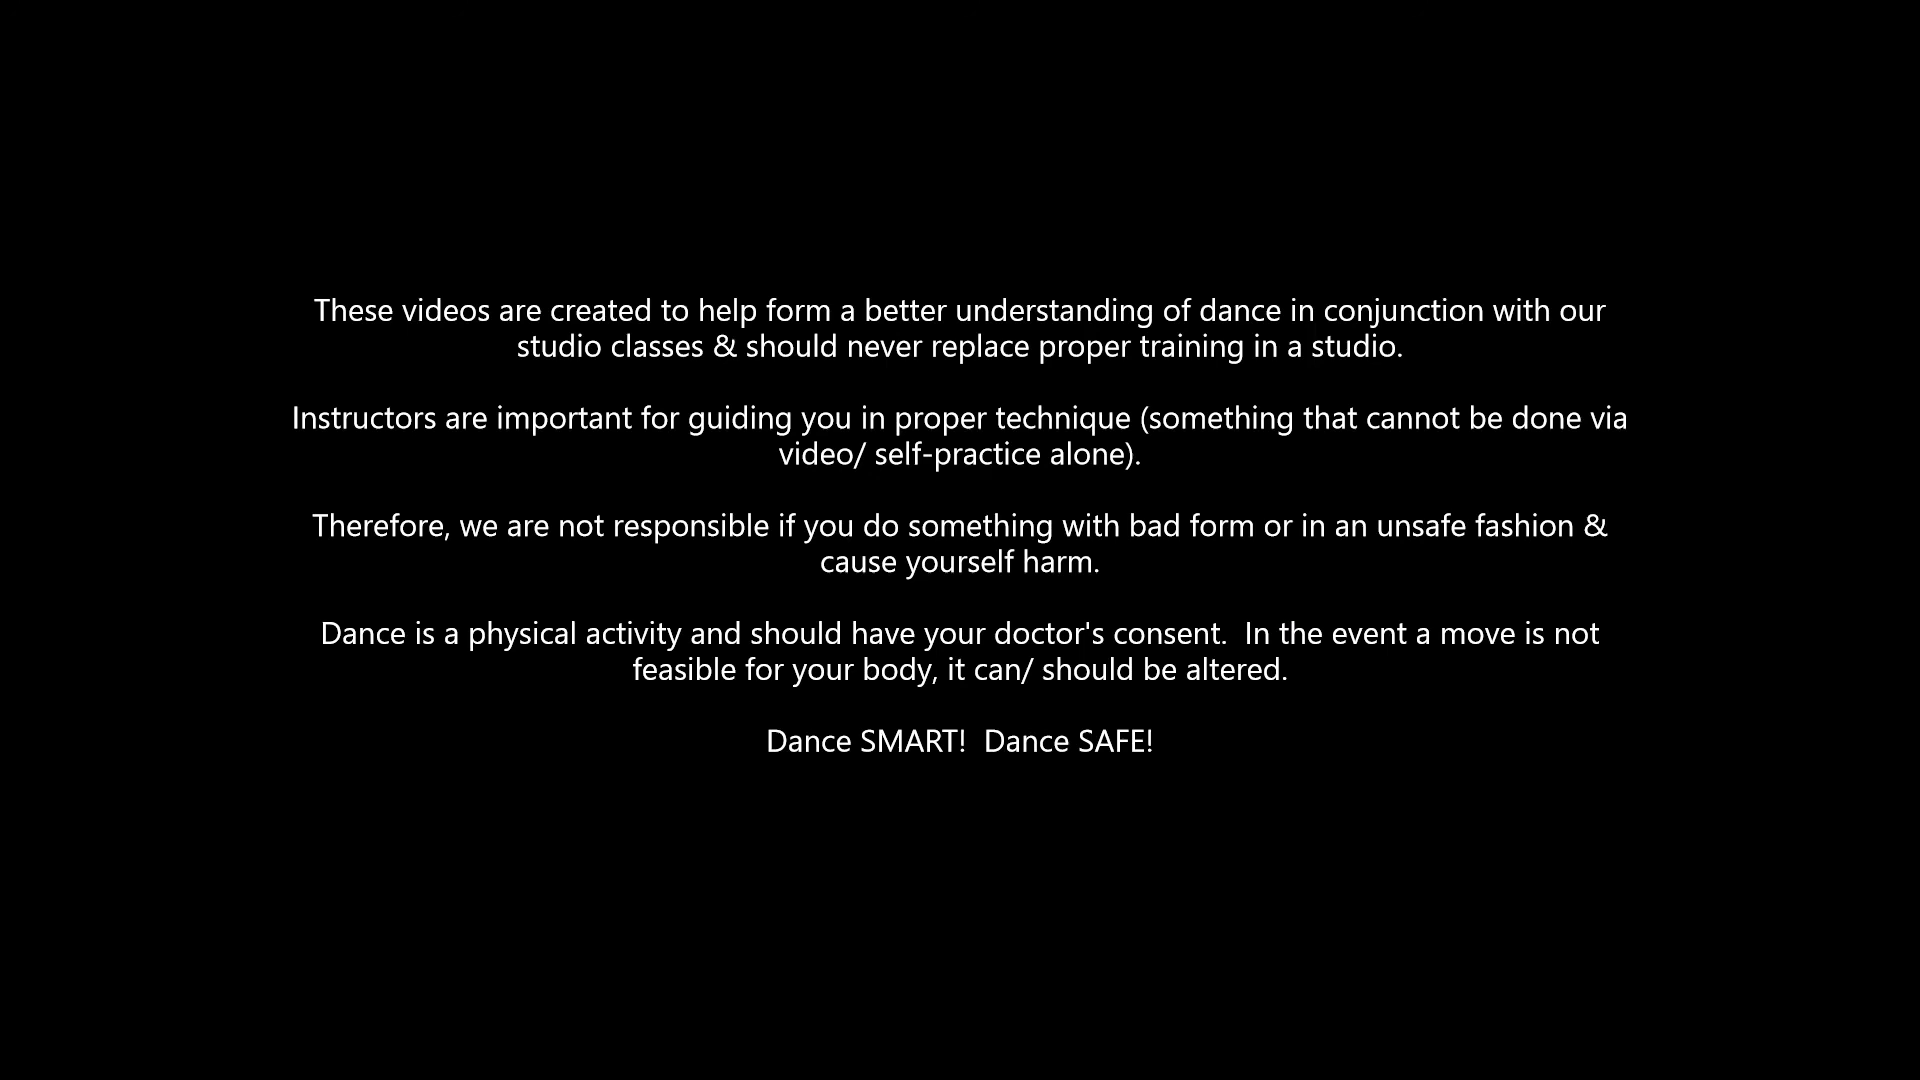 These videos are created to help form a better understanding of dance in conjunction with our
studio classes & should never replace proper training in a studio.
Instructors are important for guiding you in proper technique (something that cannot be done via
video/ self-practice alone).
Therefore, we are not responsible if you do something with bad form or in an unsafe fashion &
cause yourself harm.
Dance is a physical activity and should have your doctor's consent.  In the event a move is not
feasible for your body, it can/ should be altered.
Dance SMART!  Dance SAFE!